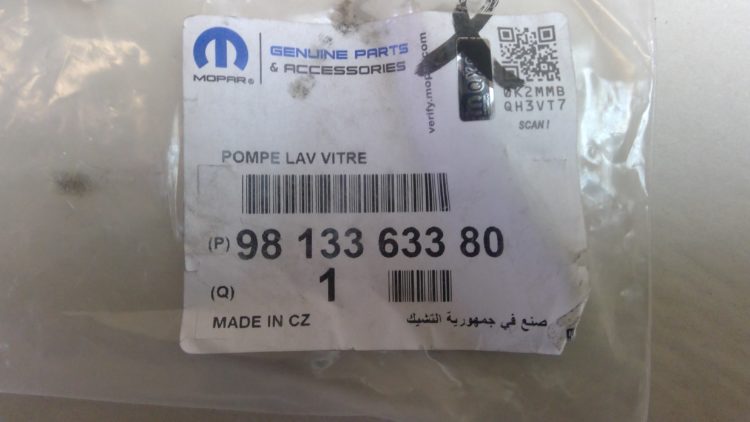 MOPAR®
GENUINE PARTS
& ACCESSORIES
verify.mopar.com
QH3VT7
SCAN!
POMPE LAV VITRE
(P) 98 133 633 80
(Q) 1
MADE IN CZ
صنع في جمهورية التشيك